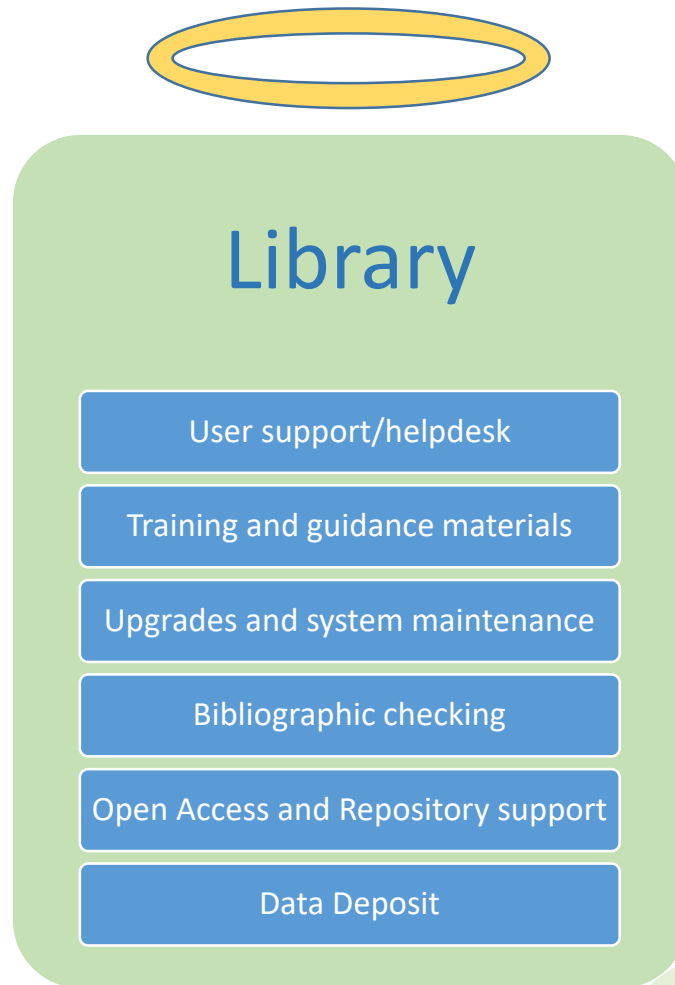 Library
User support/helpdesk
Training and guidance materials
Upgrades and system maintenance
Bibliographic checking
Open Access and Repository support
Data Deposit